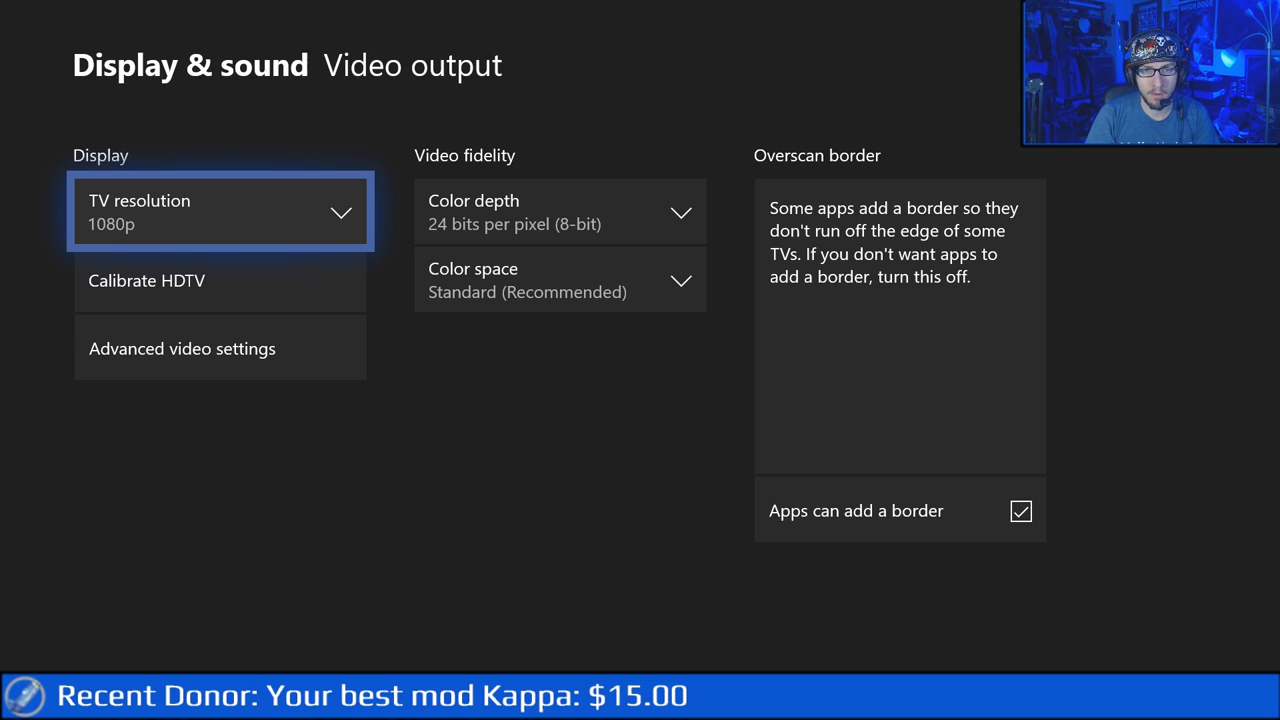 Display & sound Video output
Display
TV resolution
1080p
Calibrate HDTV
Advanced video settings
Video fidelity
Color depth
24 bits per pixel (8-bit)
Color space
Standard (Recommended)
Overscan border
Some apps add a border so they
don't run off the edge of some
TVs. If you don't want apps to
add a border, turn this off.
Apps can add a border
Recent Donor: Your best mod Kappa: $15.00